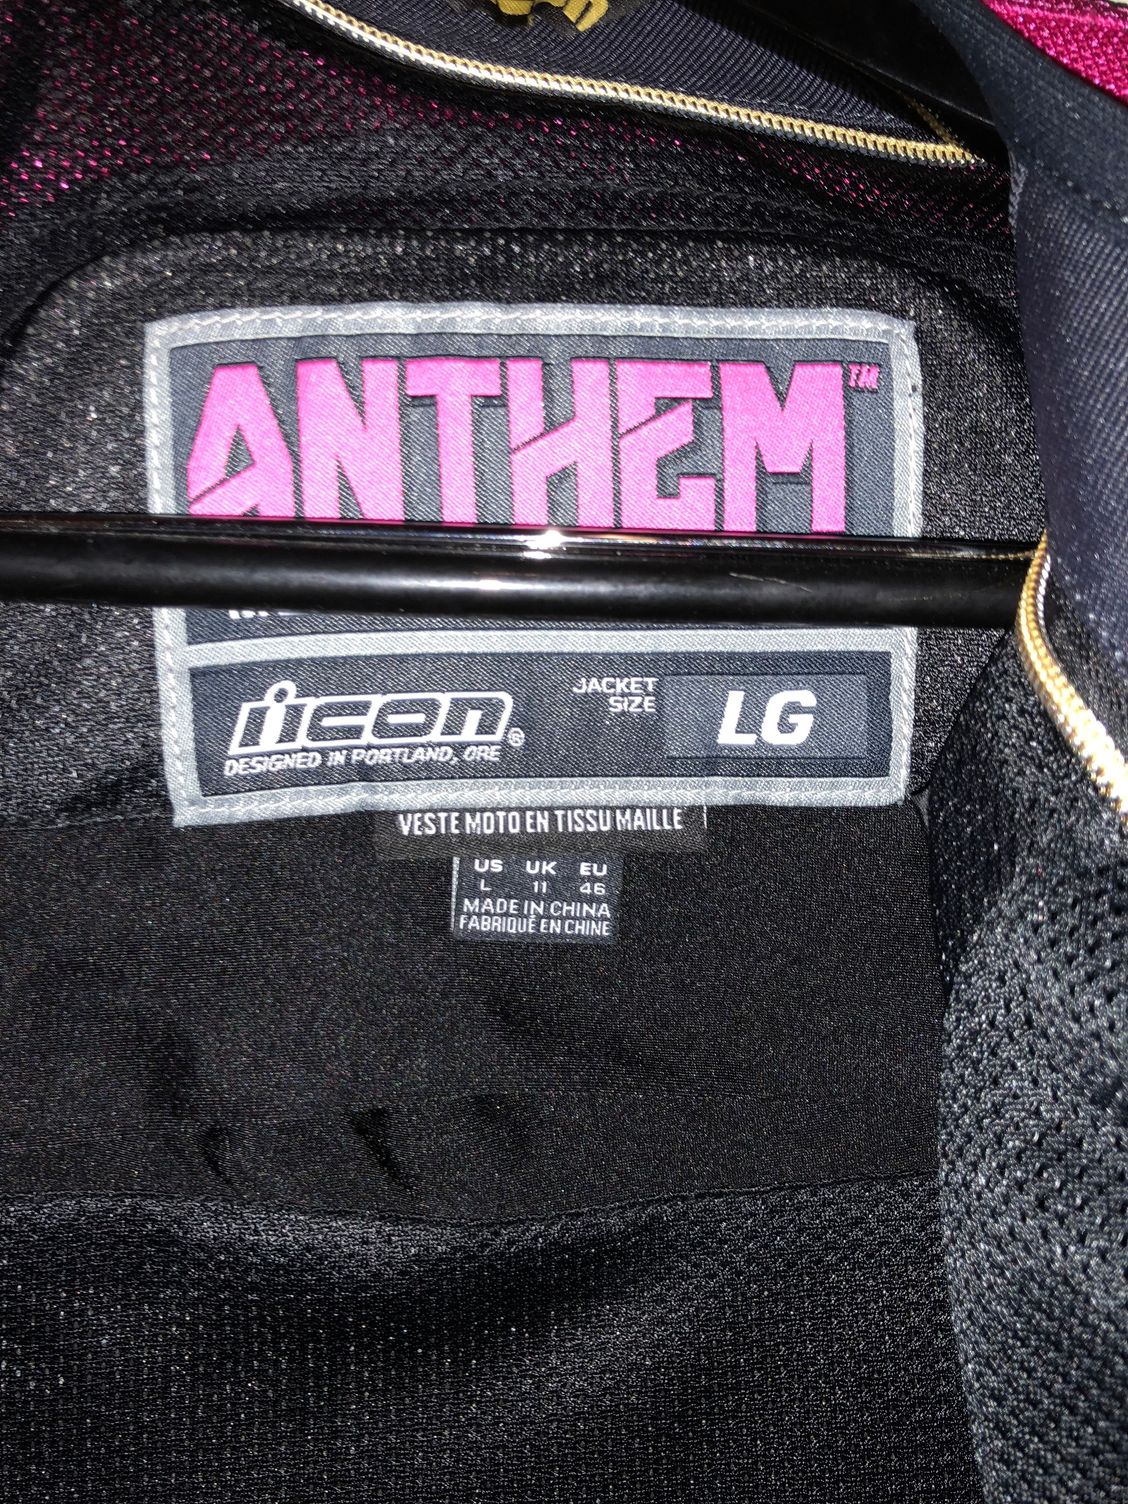 ANTHEM™
iicon®
DESIGNED IN PORTLAND, ORE
JACKET
SIZE
LG
VESTE MOTO EN TISSU MAILLE
US UK EU
L 11 46
MADE IN CHINA
FABRIQUÉ EN CHINE